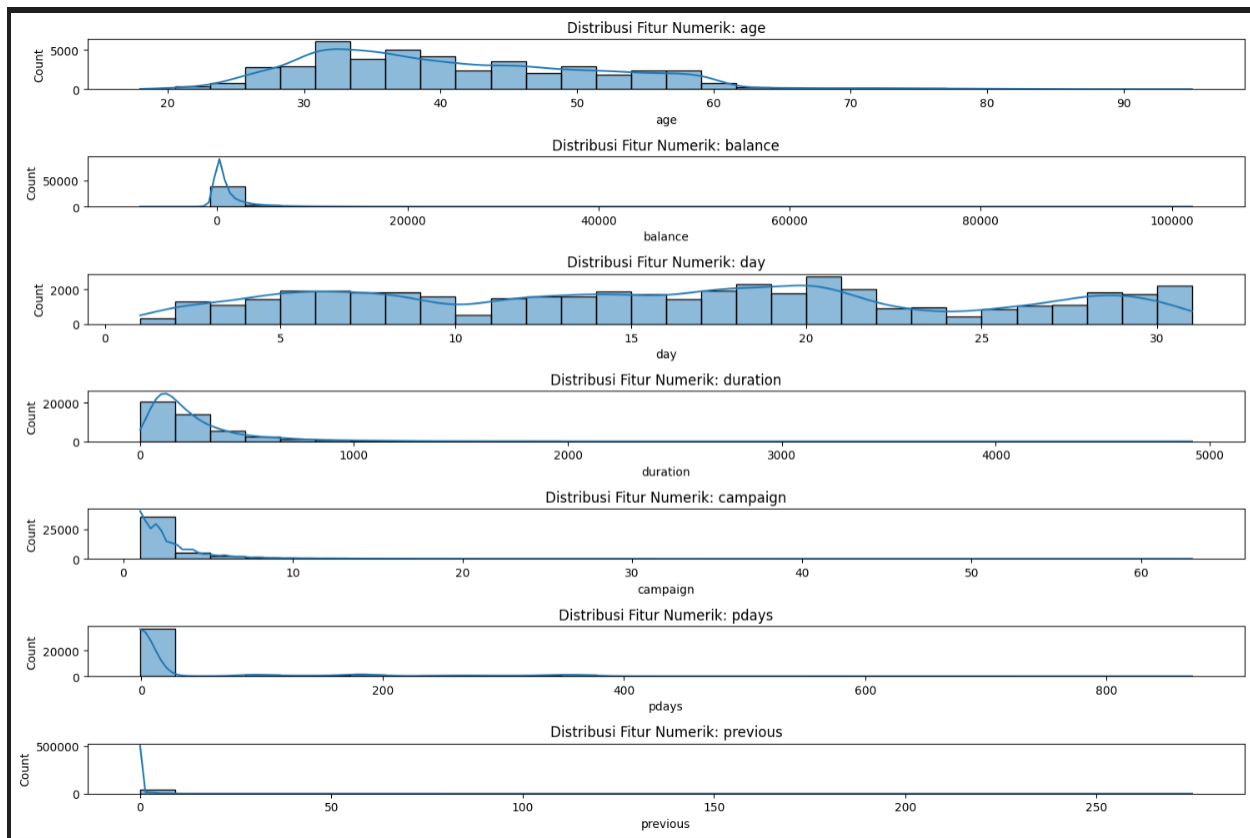 Distribusi Fitur Numerik: age
5000
0
Count
20 30 40 50 60 70 80 90
age
Distribusi Fitur Numerik: balance
50000
0
Count
0 20000 40000 60000 80000 100000
balance
Distribusi Fitur Numerik: day
2000
0
Count
0 5 10 15 20 25 30
day
Distribusi Fitur Numerik: duration
20000
0
Count
0 1000 2000 3000 4000 5000
duration
Distribusi Fitur Numerik: campaign
25000
0
Count
0 10 20 30 40 50 60
campaign
Distribusi Fitur Numerik: pdays
20000
0
Count
0 200 400 600 800
pdays
Distribusi Fitur Numerik: previous
500000
0
Count
0 50 100 150 200 250
previous